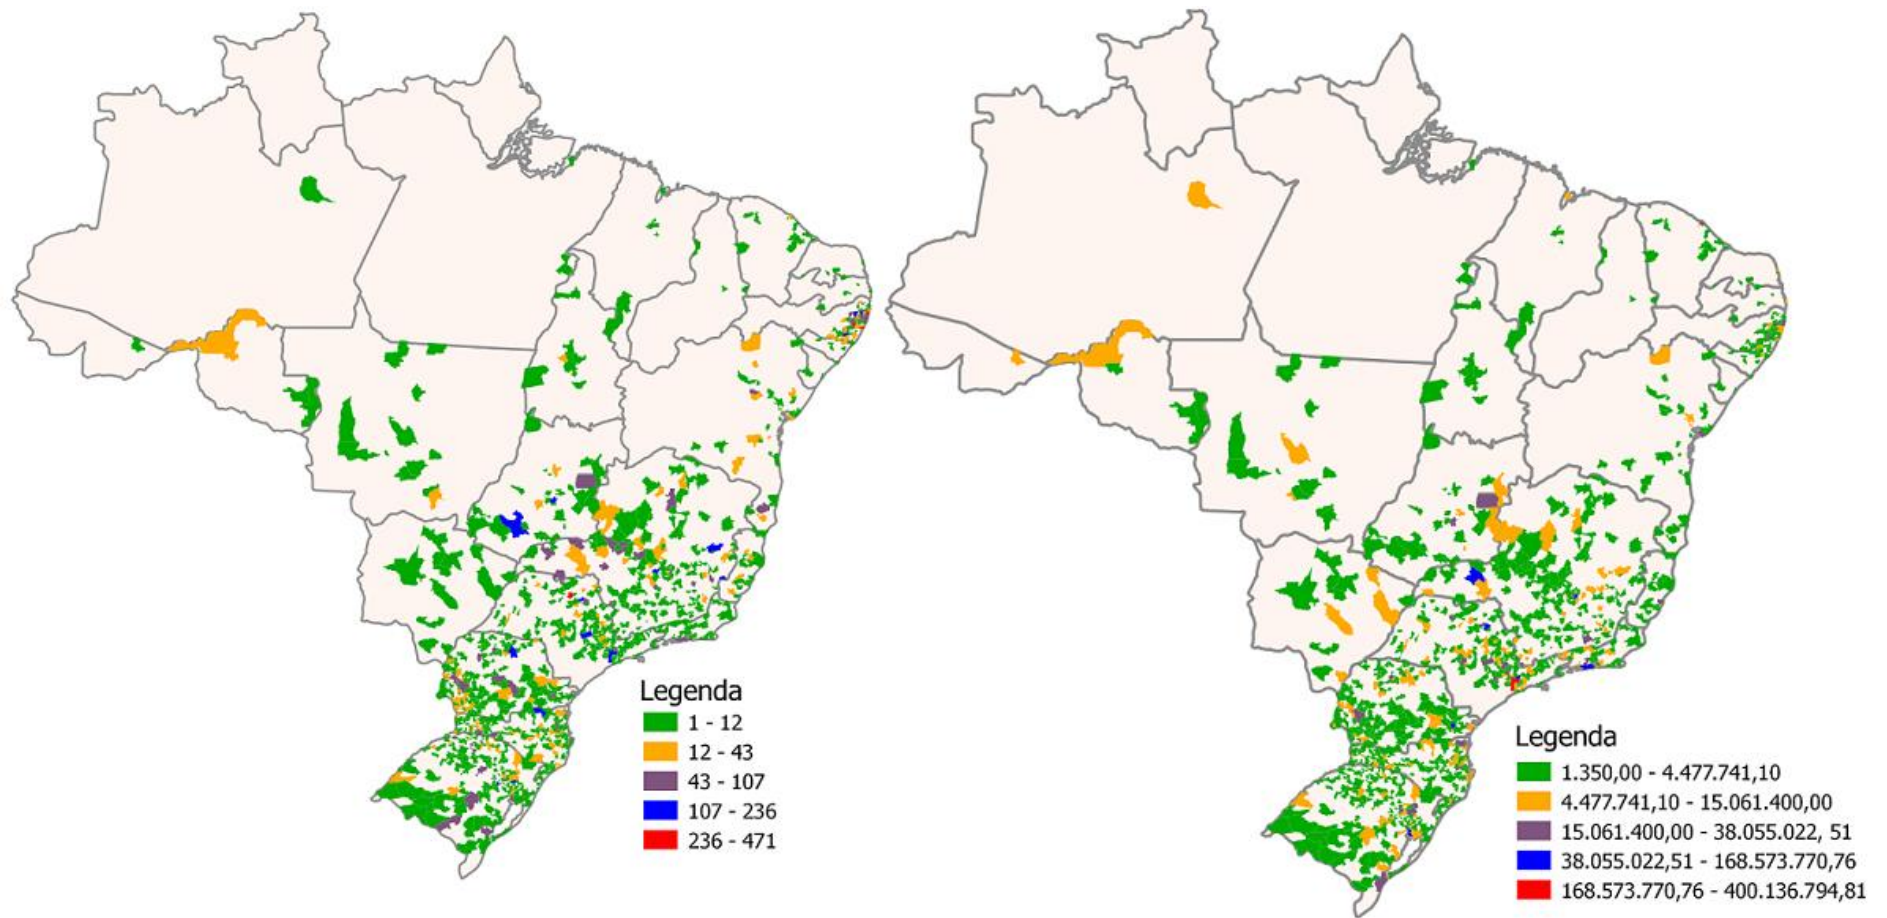 Legenda
1 - 12
12 - 43
43 - 107
107 - 236
236 - 471
Legenda
1.350,00 - 4.477.741,10
4.477.741,10 - 15.061.400,00
15.061.400,00 - 38.055.022, 51
38.055.022,51 - 168.573.770,76
168.573.770,76 - 400.136.794,81